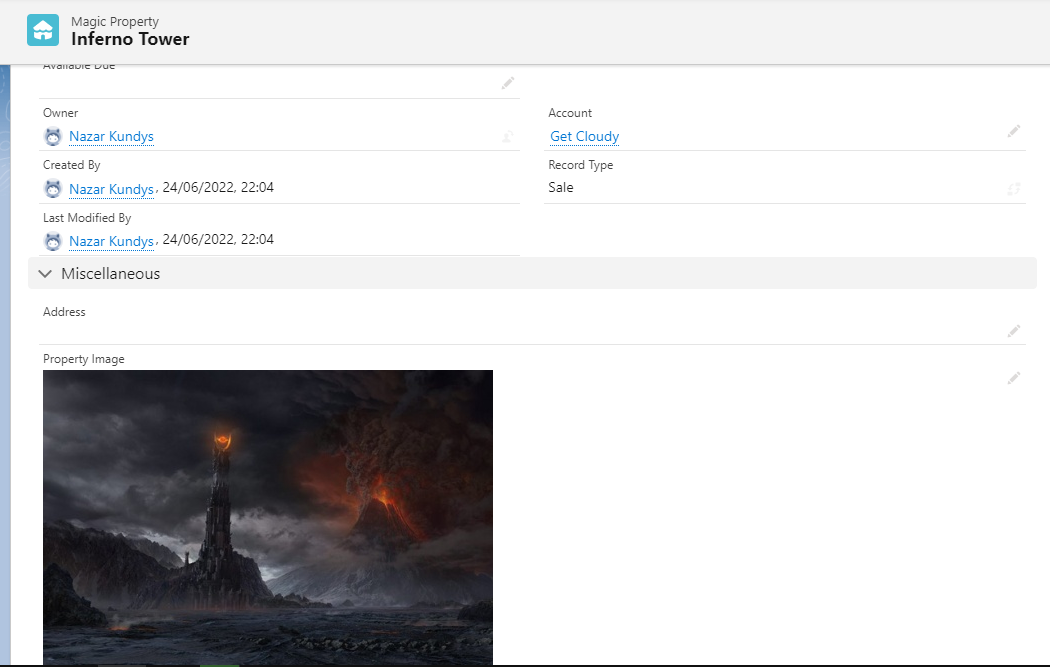 Magic Property
Inferno Tower
Available Due
Owner
Nazar Kundys
Account
Get Cloudy
Created By
Nazar Kundys, 24/06/2022, 22:04
Record Type
Sale
Last Modified By
Nazar Kundys, 24/06/2022, 22:04
Miscellaneous
Address
Property Image